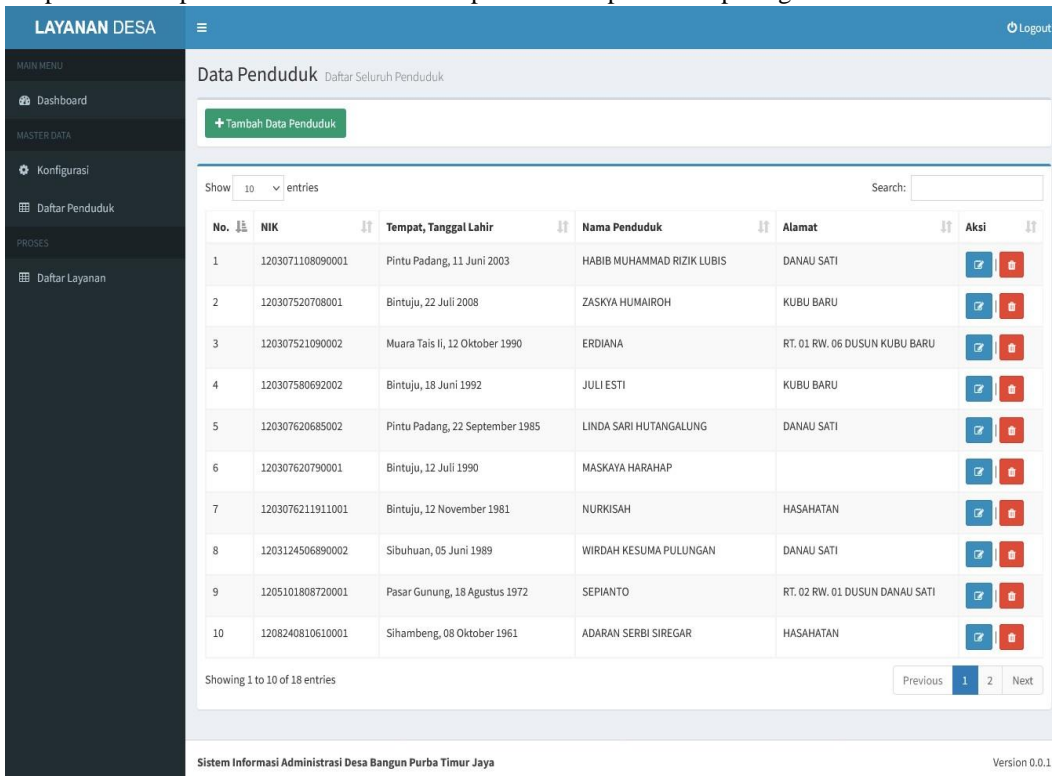 LAYANAN DESA
Logout
MAIN MENU
Dashboard
MASTER DATA
Konfigurasi
Daftar Penduduk
PROSES
Daftar Layanan
Data Penduduk Daftar Seluruh Penduduk
+ Tambah Data Penduduk
Show 10 entries Search:
No. NIK Tempat, Tanggal Lahir Nama Penduduk Alamat Aksi
1 1203071108090001 Pintu Padang, 11 Juni 2003 HABIB MUHAMMAD RIZIK LUBIS DANAU SATI |
2 120307520708001 Bintuju, 22 Juli 2008 ZASKYA HUMAIROH KUBU BARU |
3 120307521090002 Muara Tais Ii, 12 Oktober 1990 ERDIANA RT. 01 RW. 06 DUSUN KUBU BARU |
4 120307580692002 Bintuju, 18 Juni 1992 JULI ESTI KUBU BARU |
5 120307620685002 Pintu Padang, 22 September 1985 LINDA SARI HUTANGALUNG DANAU SATI |
6 120307620790001 Bintuju, 12 Juli 1990 MASKAYA HARAHAP |
7 1203076211911001 Bintuju, 12 November 1981 NURKISAH HASAHATAN |
8 1203124506890002 Sibuhuan, 05 Juni 1989 WIRDAH KESUMA PULUNGAN DANAU SATI |
9 1205101808720001 Pasar Gunung, 18 Agustus 1972 SEPIANTO RT. 02 RW. 01 DUSUN DANAU SATI |
10 1208240810610001 Sihambeng, 08 Oktober 1961 ADARAN SERBI SIREGAR HASAHATAN |
Showing 1 to 10 of 18 entries Previous 1 2 Next
Sistem Informasi Administrasi Desa Bangun Purba Timur Jaya Version 0.0.1